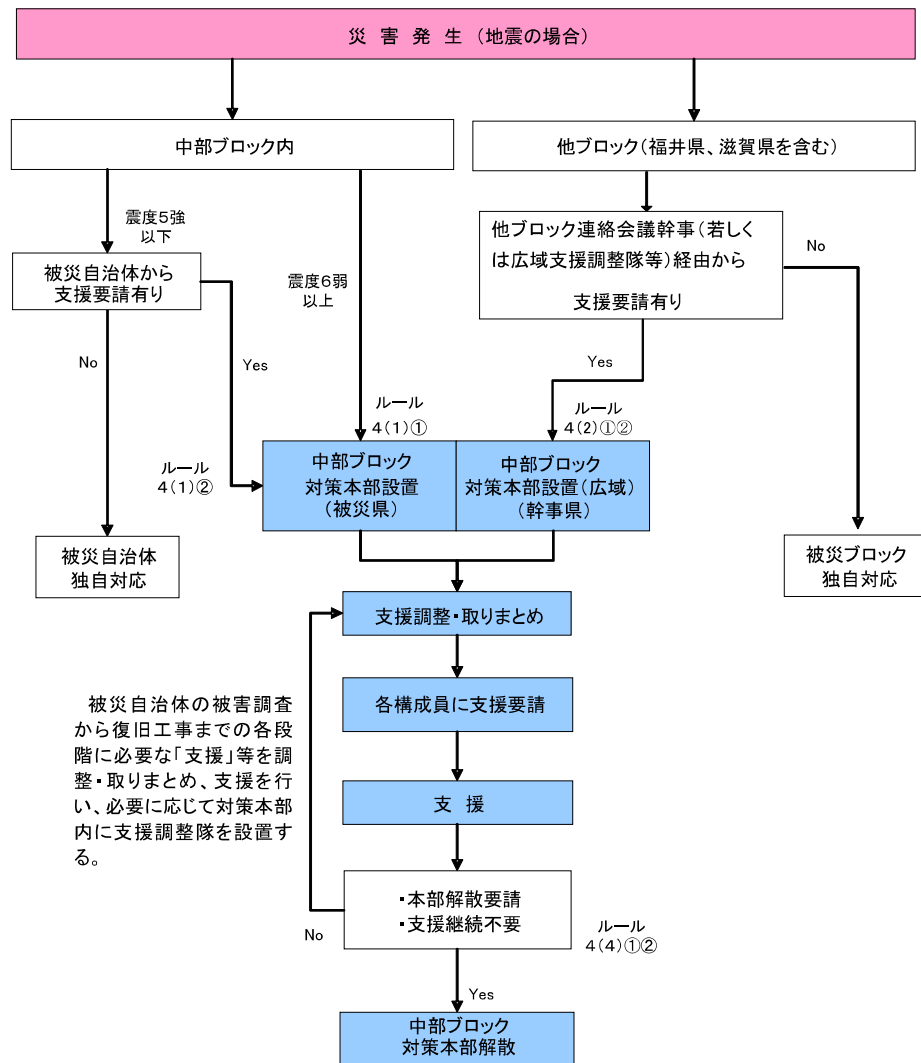 災 害 発 生 (地震の場合)
中部ブロック内
他ブロック(福井県、滋賀県を含む)
震度5強
以下
他ブロック連絡会議幹事(若しく
は広域支援調整隊等)経由から
支援要請有り
No
被災自治体から
支援要請有り
震度6弱
以上
No
Yes
Yes
ルール
4(1)①
ルール
4(2)①②
ルール
4(1)②
中部ブロック
対策本部設置
(被災県)
中部ブロック
対策本部設置(広域)
(幹事県)
被災自治体
独自対応
被災ブロック
独自対応
支援調整・取りまとめ
各構成員に支援要請
被災自治体の被害調査
から復旧工事までの各段
階に必要な「支援」等を調
整・取りまとめ、支援を行
い、必要に応じて対策本部
内に支援調整隊を設置す
る。
支 援
・本部解散要請
・支援継続不要
No
ルール
4(4)①②
Yes
中部ブロック
対策本部解散